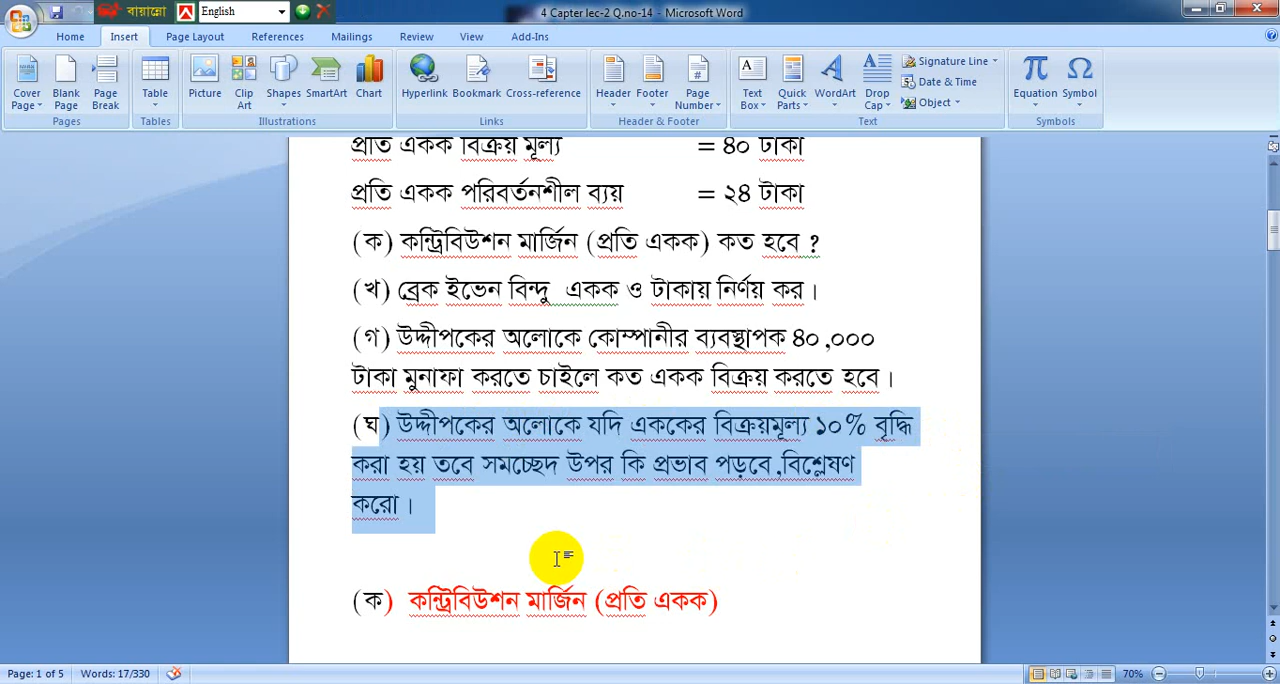 বায়ান্নো English 4 Capter lec-2 Q.no-14 - Microsoft Word
Home Insert Page Layout References Mailings Review View Add-Ins
Cover Page Blank Page Page Break Table Picture Clip Art Shapes SmartArt Chart Hyperlink Bookmark Cross-reference Header Footer Page Number Text Box Quick Parts WordArt Drop Cap Signature Line Date & Time Object Equation Symbol
Pages Tables Illustrations Links Header & Footer Text Symbols
প্রতি একক বিক্রয় মূল্য = ৪০ টাকা
প্রতি একক পরিবর্তনশীল ব্যয় = ২৪ টাকা
(ক) কন্ট্রিবিউশন মার্জিন (প্রতি একক) কত হবে ?
(খ) ব্রেক ইভেন বিন্দু একক ও টাকায় নির্ণয় কর।
(গ) উদ্দীপকের অলোকে কোম্পানীর ব্যবস্থাপক ৪০,০০০
টাকা মুনাফা করতে চাইলে কত একক বিক্রয় করতে হবে।
(ঘ) উদ্দীপকের অলোকে যদি এককের বিক্রয়মূল্য ১০% বৃদ্ধি
করা হয় তবে সমচ্ছেদ উপর কি প্রভাব পড়বে,বিশ্লেষণ
করো।
(ক) কন্ট্রিবিউশন মার্জিন (প্রতি একক)
Page: 1 of 5 Words: 17/330 70%